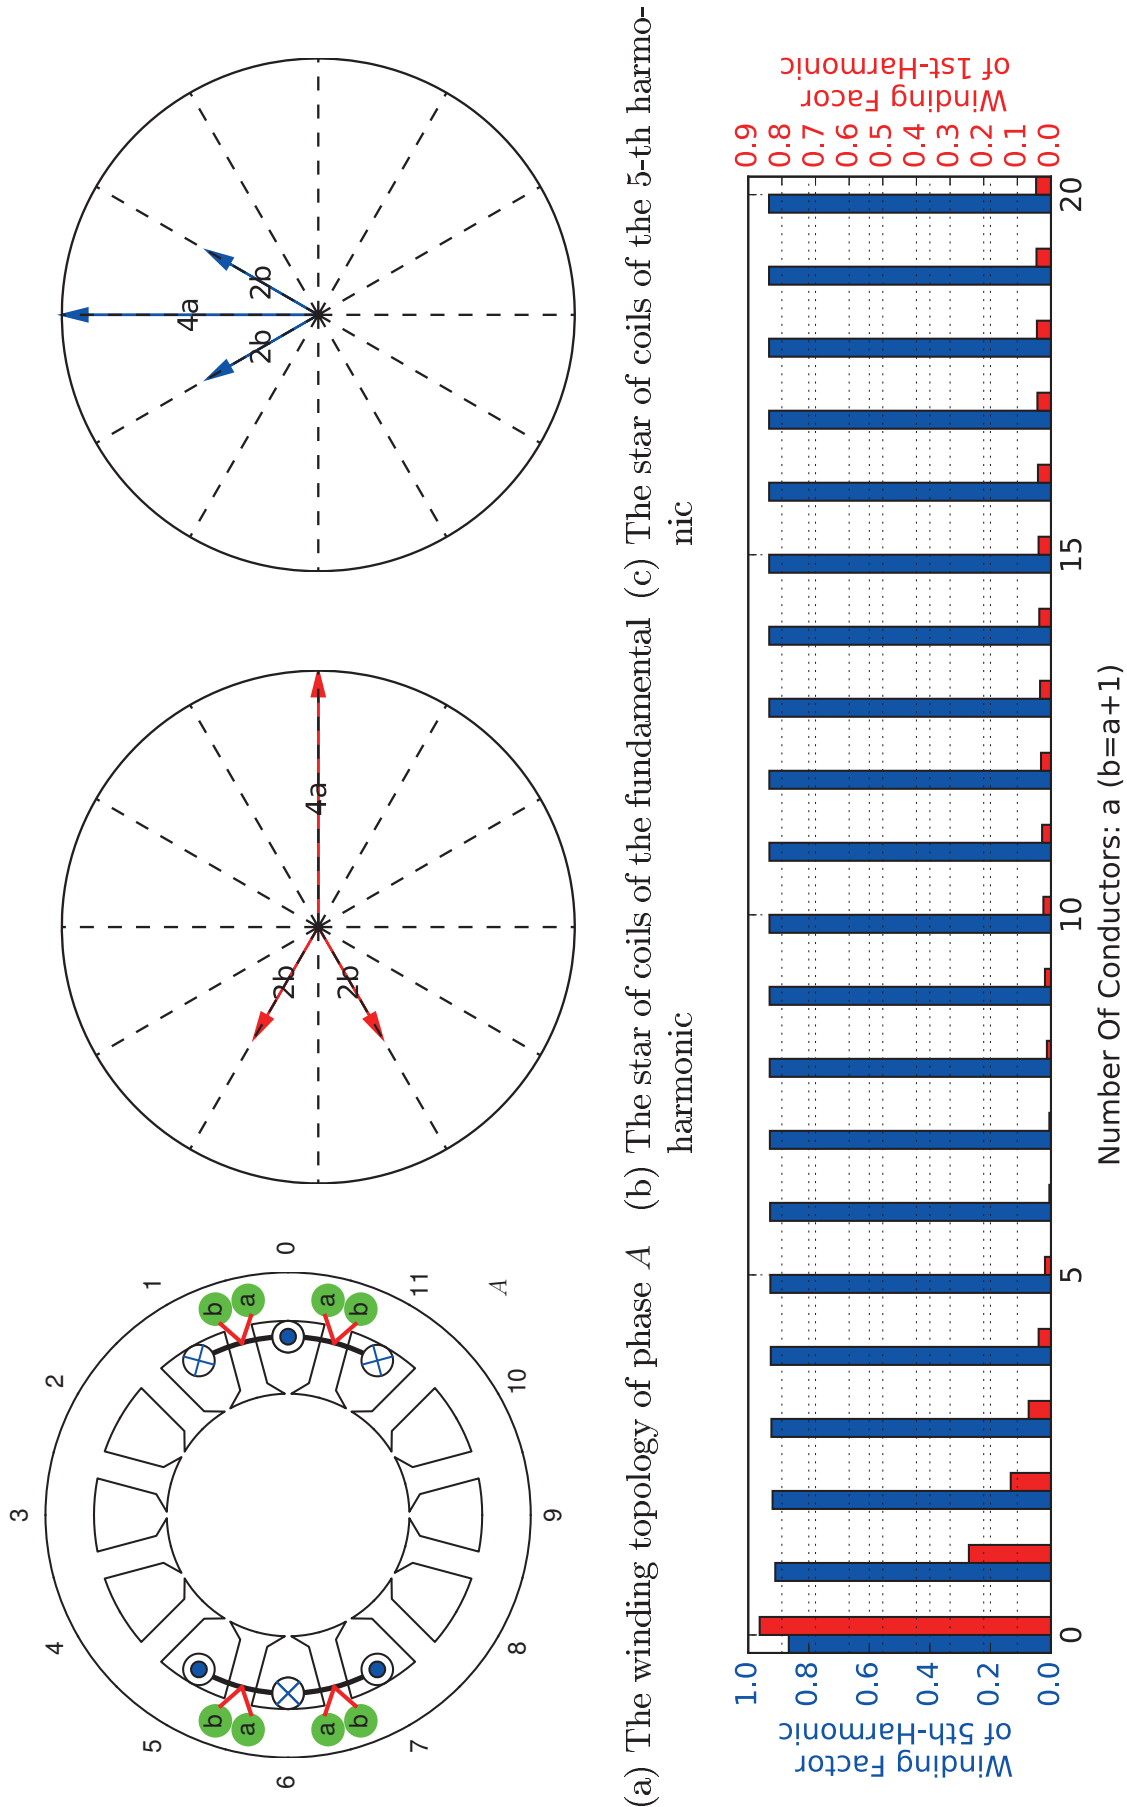 0
1
2
3
4
5
6
7
8
9
10
11
A
b
a
a
b
b
a
a
b
(a) The winding topology of phase A
4a
2b
2b
(b) The star of coils of the fundamental
harmonic
4a
2b
2b
(c) The star of coils of the 5-th harmo-
nic
Winding Factor
of 5th-Harmonic
1.0
0.8
0.6
0.4
0.2
0.0
0
5
10
15
20
Number Of Conductors: a (b=a+1)
0.9
0.8
0.7
0.6
0.5
0.4
0.3
0.2
0.1
0.0
Winding Facor
of 1st-Harmonic